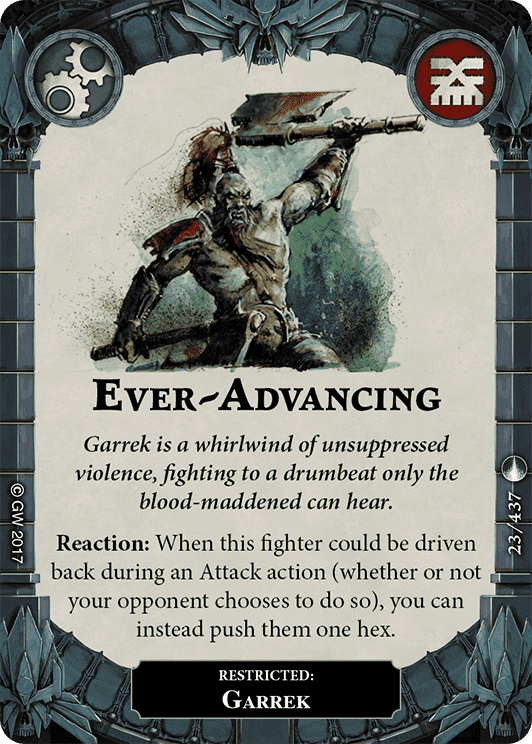 Ever~Advancing
Garrek is a whirlwind of unsuppressed
violence, fighting to a drumbeat only the
blood-maddened can hear.
Reaction: When this fighter could be driven
back during an Attack action (whether or not
your opponent chooses to do so), you can
instead push them one hex.
RESTRICTED:
Garrek
© GW 2017
23/437